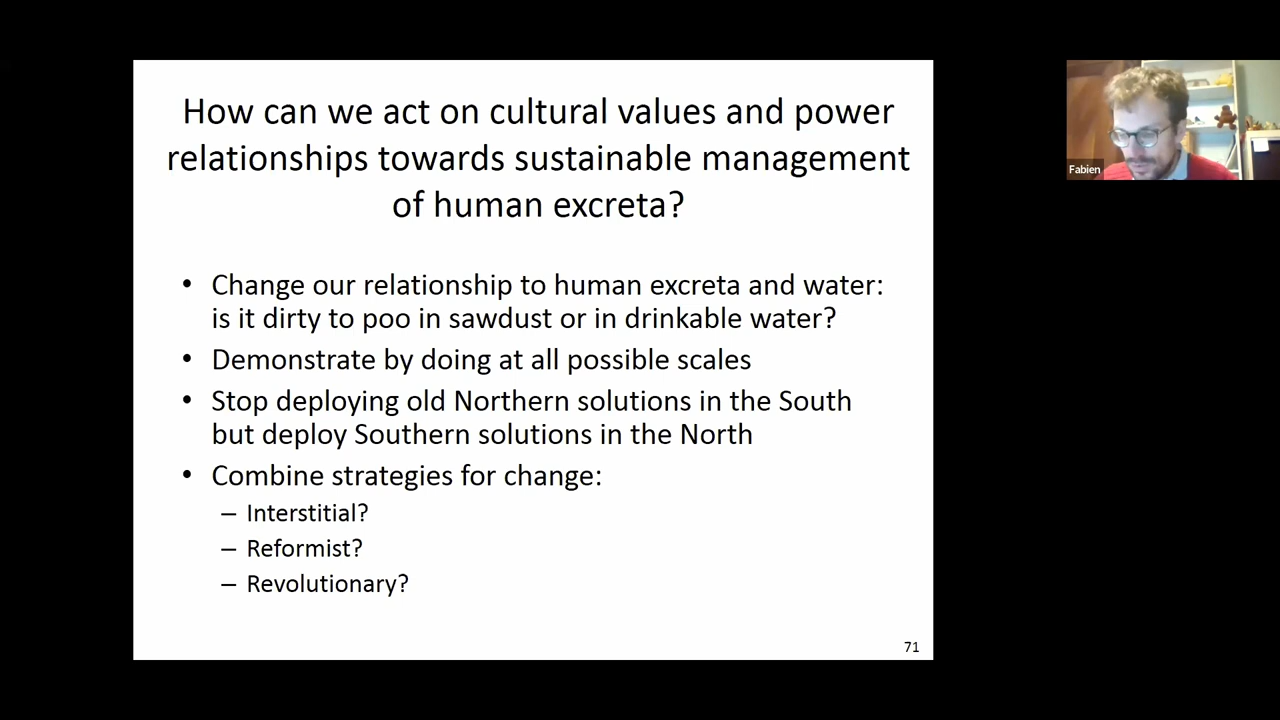 How can we act on cultural values and power
relationships towards sustainable management
of human excreta?
• Change our relationship to human excreta and water:
is it dirty to poo in sawdust or in drinkable water?
• Demonstrate by doing at all possible scales
• Stop deploying old Northern solutions in the South
but deploy Southern solutions in the North
• Combine strategies for change:
– Interstitial?
– Reformist?
– Revolutionary?
71
Fabien